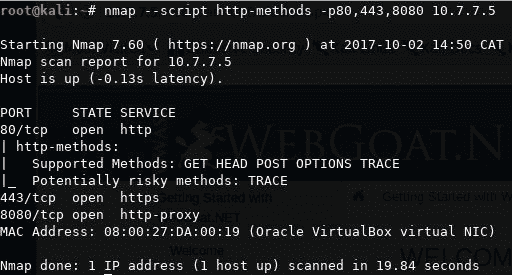 root@kali:~# nmap --script http-methods -p80,443,8080 10.7.7.5
Starting Nmap 7.60 ( https://nmap.org ) at 2017-10-02 14:50 CAT
Nmap scan report for 10.7.7.5
Host is up (-0.13s latency).
PORT     STATE SERVICE
80/tcp   open  http
| http-methods:
|   Supported Methods: GET HEAD POST OPTIONS TRACE
|_  Potentially risky methods: TRACE
443/tcp  open  https
8080/tcp open  http-proxy
MAC Address: 08:00:27:DA:00:19 (Oracle VirtualBox virtual NIC)
Nmap done: 1 IP address (1 host up) scanned in 19.84 seconds
WEBGOAT.N
Getting Started with
Getting Started with W
.NET
Welcome
WELCOM